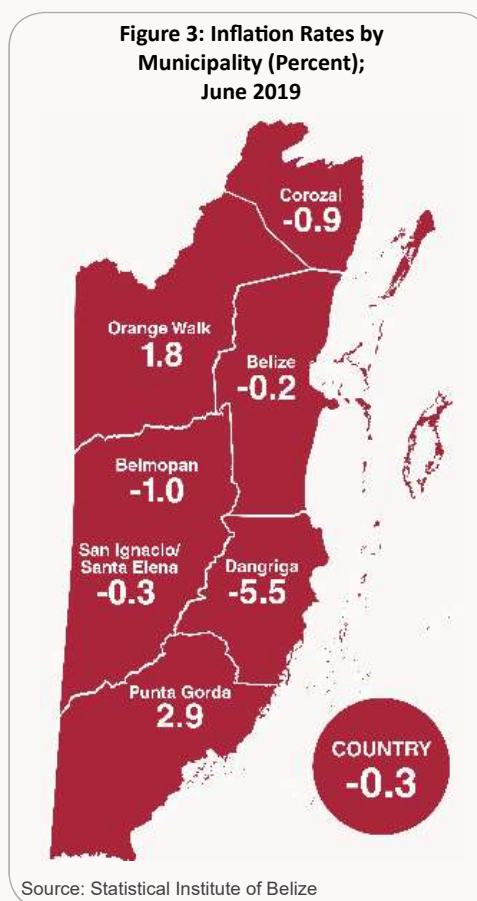 Figure 3: Inflation Rates by
Municipality (Percent);
June 2019
Corozal
-0.9
Orange Walk
1.8
Belize
-0.2
Belmopan
-1.0
San Ignacio/
Santa Elena
-0.3
Dangriga
-5.5
Punta Gorda
2.9
COUNTRY
-0.3
Source: Statistical Institute of Belize